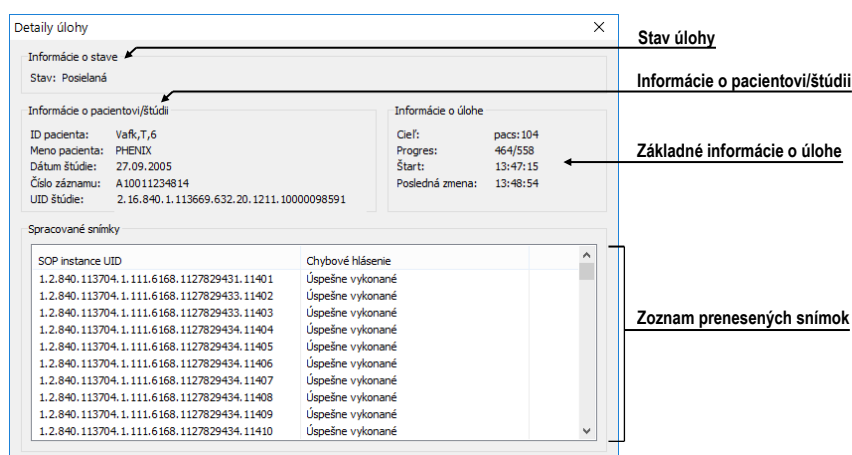 Detaily úlohy
Stav úlohy
Informácie o stave
Stav: Posielaná
Informácie o pacientovi/štúdii
Informácie o pacientovi/štúdii
ID pacienta: Vafk,T,6
Meno pacienta: PHENIX
Dátum štúdie: 27.09.2005
Číslo záznamu: A10011234814
UID štúdie: 2.16.840.1.113669.632.20.1211.10000098591
Informácie o úlohe
Cieľ: pacs:104
Progres: 464/558
Štart: 13:47:15
Posledná zmena: 13:48:54
Základné informácie o úlohe
Spracované snímky
SOP instance UID Chybové hlásenie
1.2.840.113704.1.111.6168.1127829431.11401 Úspešne vykonané
1.2.840.113704.1.111.6168.1127829433.11402 Úspešne vykonané
1.2.840.113704.1.111.6168.1127829433.11403 Úspešne vykonané
1.2.840.113704.1.111.6168.1127829434.11404 Úspešne vykonané
1.2.840.113704.1.111.6168.1127829434.11405 Úspešne vykonané
1.2.840.113704.1.111.6168.1127829434.11406 Úspešne vykonané
1.2.840.113704.1.111.6168.1127829434.11407 Úspešne vykonané
1.2.840.113704.1.111.6168.1127829434.11408 Úspešne vykonané
1.2.840.113704.1.111.6168.1127829434.11409 Úspešne vykonané
1.2.840.113704.1.111.6168.1127829434.11410 Úspešne vykonané
Zoznam prenesených snímok